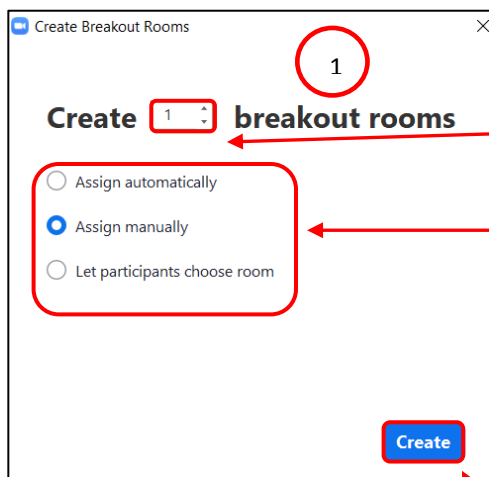 Create Breakout Rooms
1
Create 1 breakout rooms
Assign automatically
Assign manually
Let participants choose room
Create